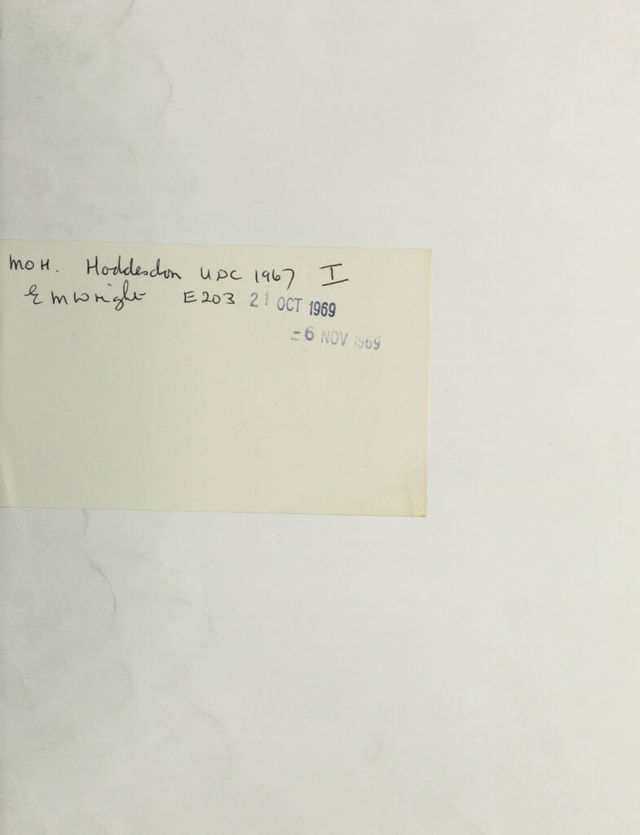 MOH. Hoddesdon UDC 1967 I
E M Wright E203 21 OCT 1969
-6 NOV 1969